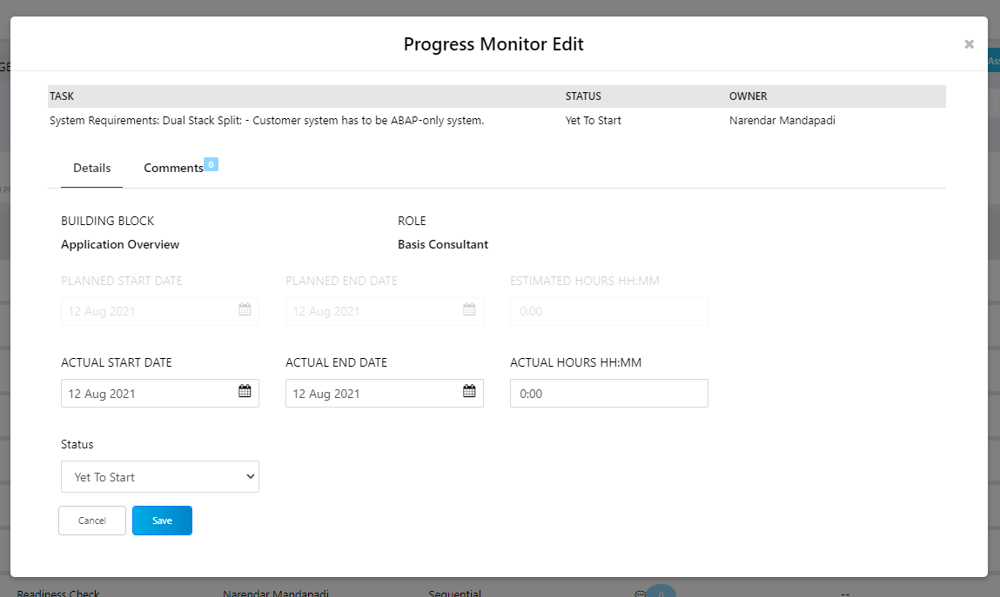 Progress Monitor Edit
×
GE
Ass
TASK STATUS OWNER
System Requirements: Dual Stack Split: - Customer system has to be ABAP-only system. Yet To Start Narendar Mandapadi
Details Comments 0
BUILDING BLOCK ROLE
Application Overview Basis Consultant
PLANNED START DATE PLANNED END DATE ESTIMATED HOURS HH:MM
12 Aug 2021 12 Aug 2021 0:00
ACTUAL START DATE ACTUAL END DATE ACTUAL HOURS HH:MM
12 Aug 2021 12 Aug 2021 0:00
Status
Yet To Start
Cancel Save
Readiness Check Narendar Mandapadi Sequential 0 --